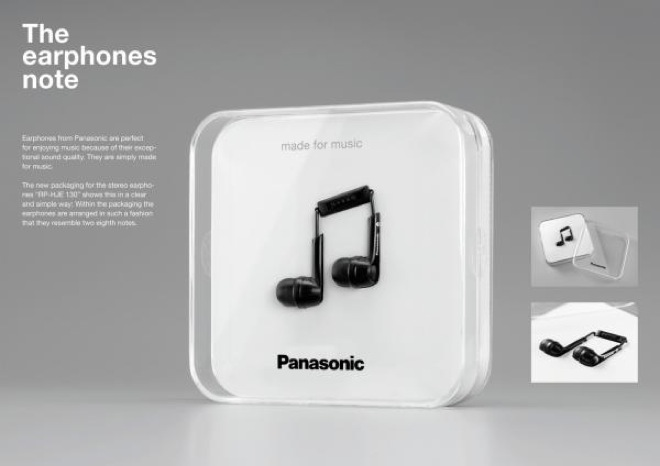 The
earphones
note
Earphones from Panasonic are perfect
for enjoying music because of their excep-
tional sound quality. They are simply made
for music.
The new packaging for the stereo earpho-
nes "RP-HJE 130" shows this in a clear
and simple way: Within the packaging the
earphones are arranged in such a fashion
that they resemble two eighth notes.
made for music
Panasonic
Panasonic